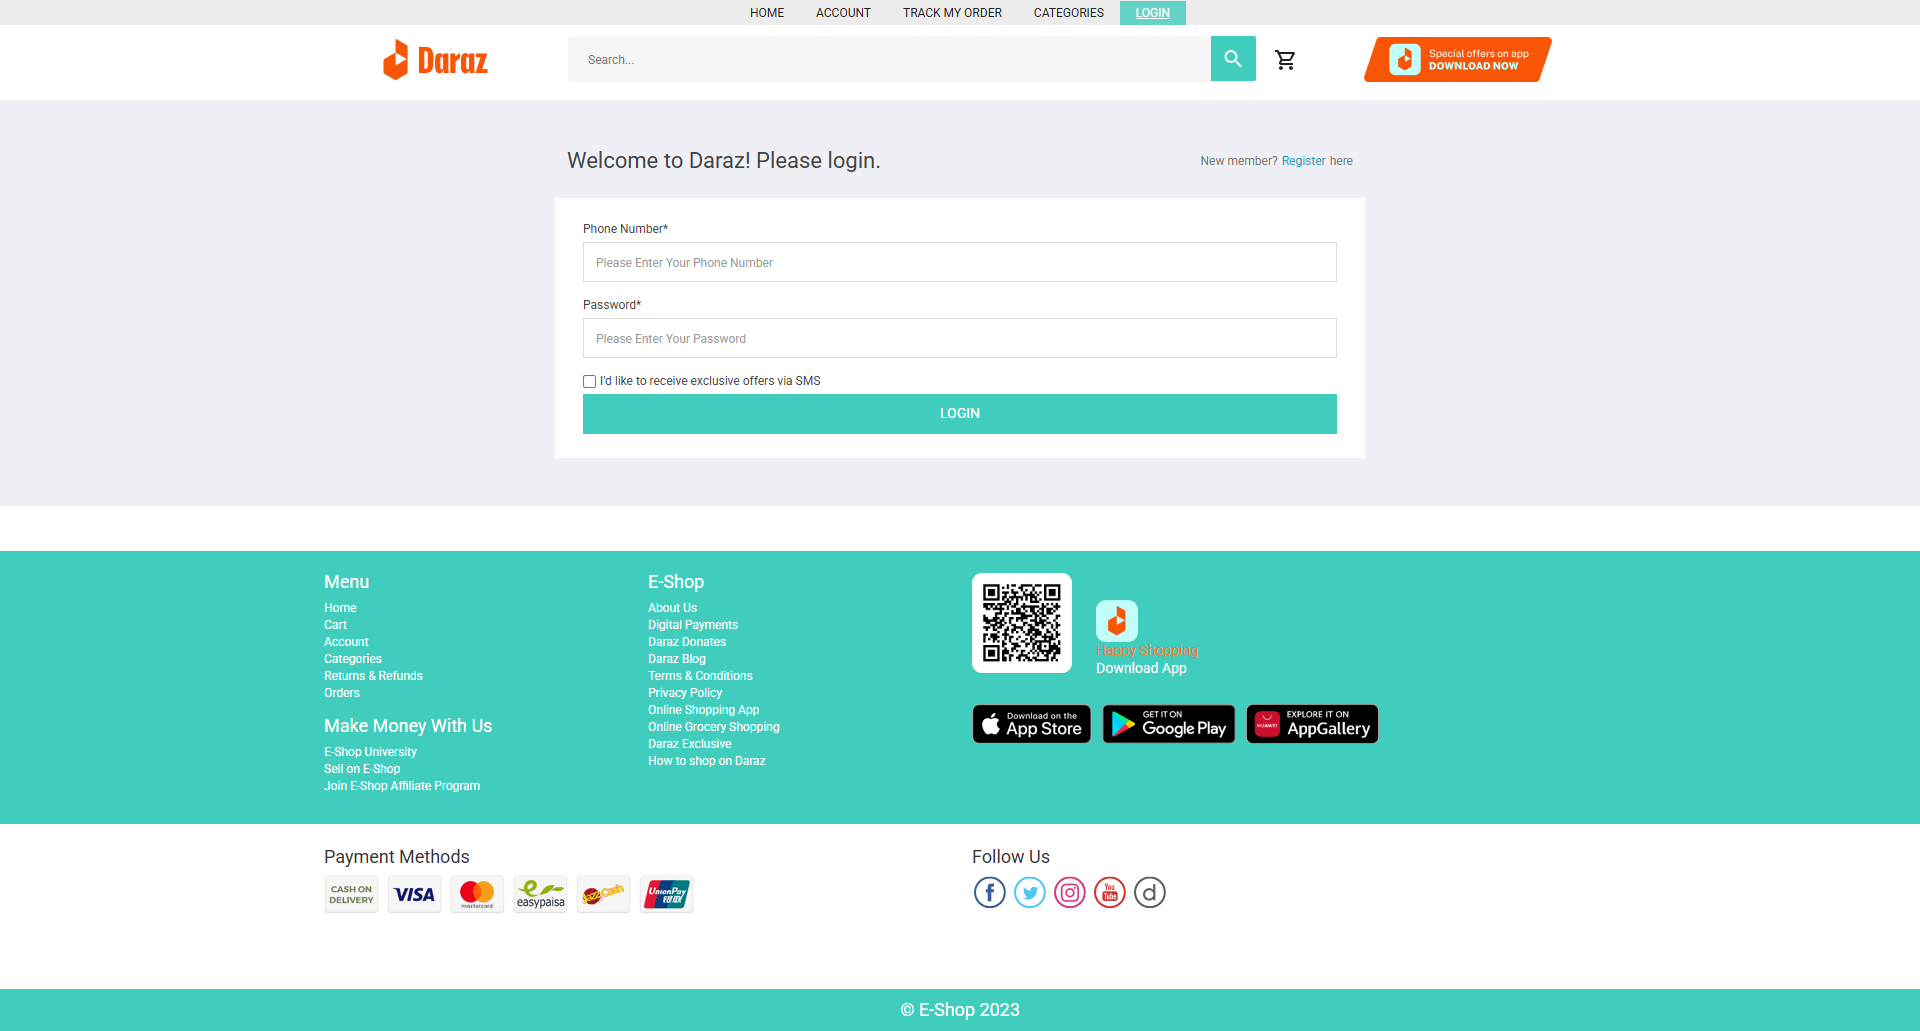 HOME ACCOUNT TRACK MY ORDER CATEGORIES LOGIN
Daraz
Search...
Special offers on app
DOWNLOAD NOW
Welcome to Daraz! Please login.
New member? Register here
Phone Number*
Please Enter Your Phone Number
Password*
Please Enter Your Password
I'd like to receive exclusive offers via SMS
LOGIN
Menu
Home
Cart
Account
Categories
Returns & Refunds
Orders
Make Money With Us
E-Shop University
Sell on E-Shop
Join E-Shop Affiliate Program
E-Shop
About Us
Digital Payments
Daraz Donates
Daraz Blog
Terms & Conditions
Privacy Policy
Online Shopping App
Online Grocery Shopping
Daraz Exclusive
How to shop on Daraz
Happy Shopping
Download App
Download on the
App Store
GET IT ON
Google Play
HUAWEI
EXPLORE IT ON
AppGallery
Payment Methods
CASH ON
DELIVERY
VISA
mastercard
easypaisa
JazzCash
UnionPay
银联
Follow Us
You
Tube
© E-Shop 2023